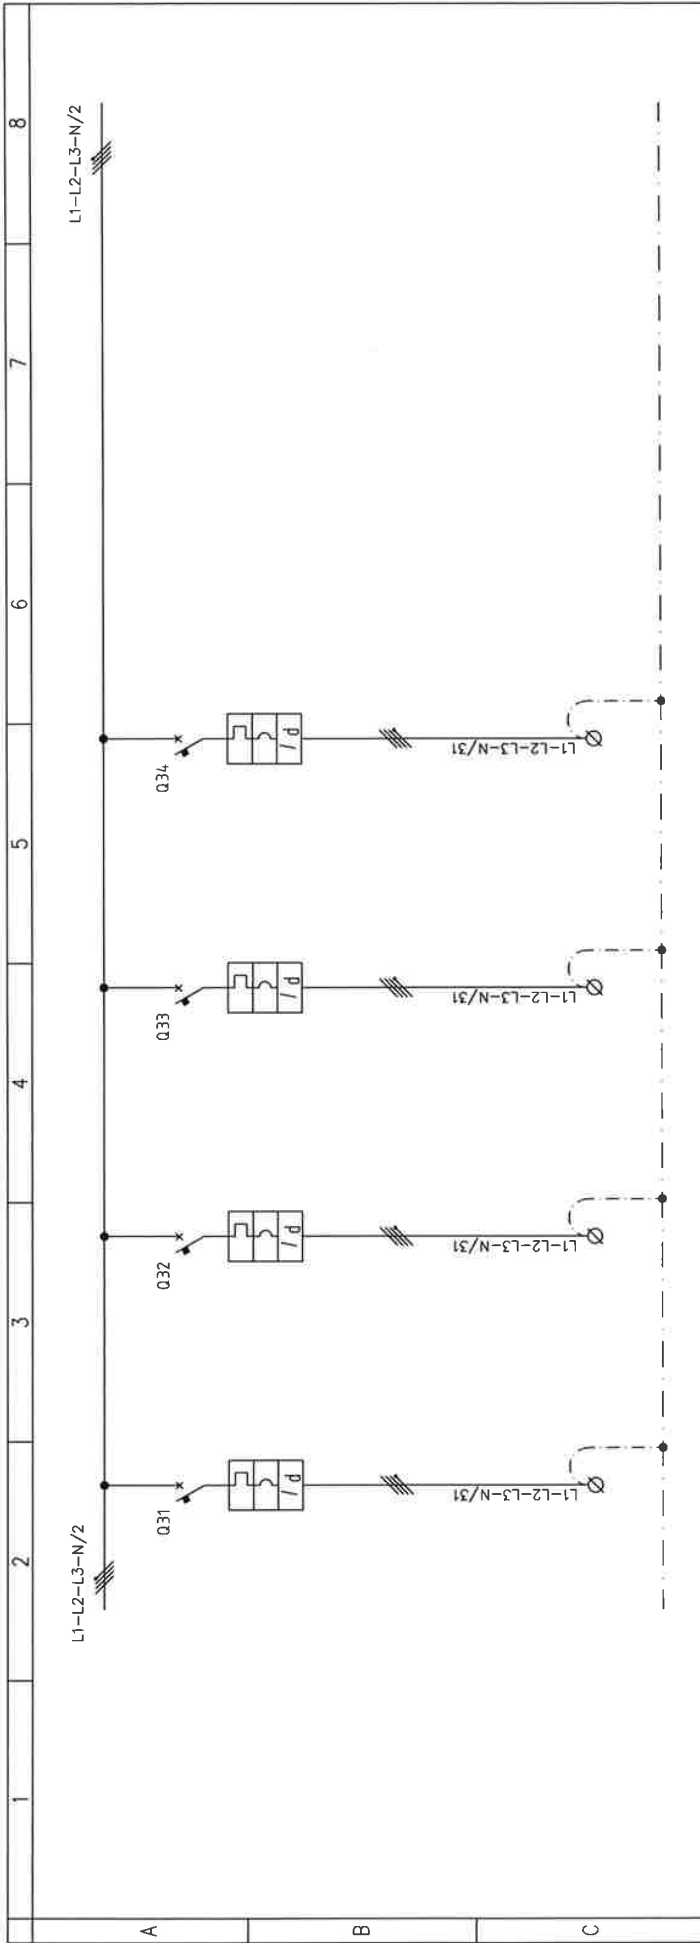 1 2 3 4 5 6 7 8
A
L1-L2-L3-N/2
L1-L2-L3-N/2
Q31
Q32
Q33
Q34
I d
I d
I d
I d
B
L1-L2-L3-N/31
L1-L2-L3-N/31
L1-L2-L3-N/31
L1-L2-L3-N/31
C